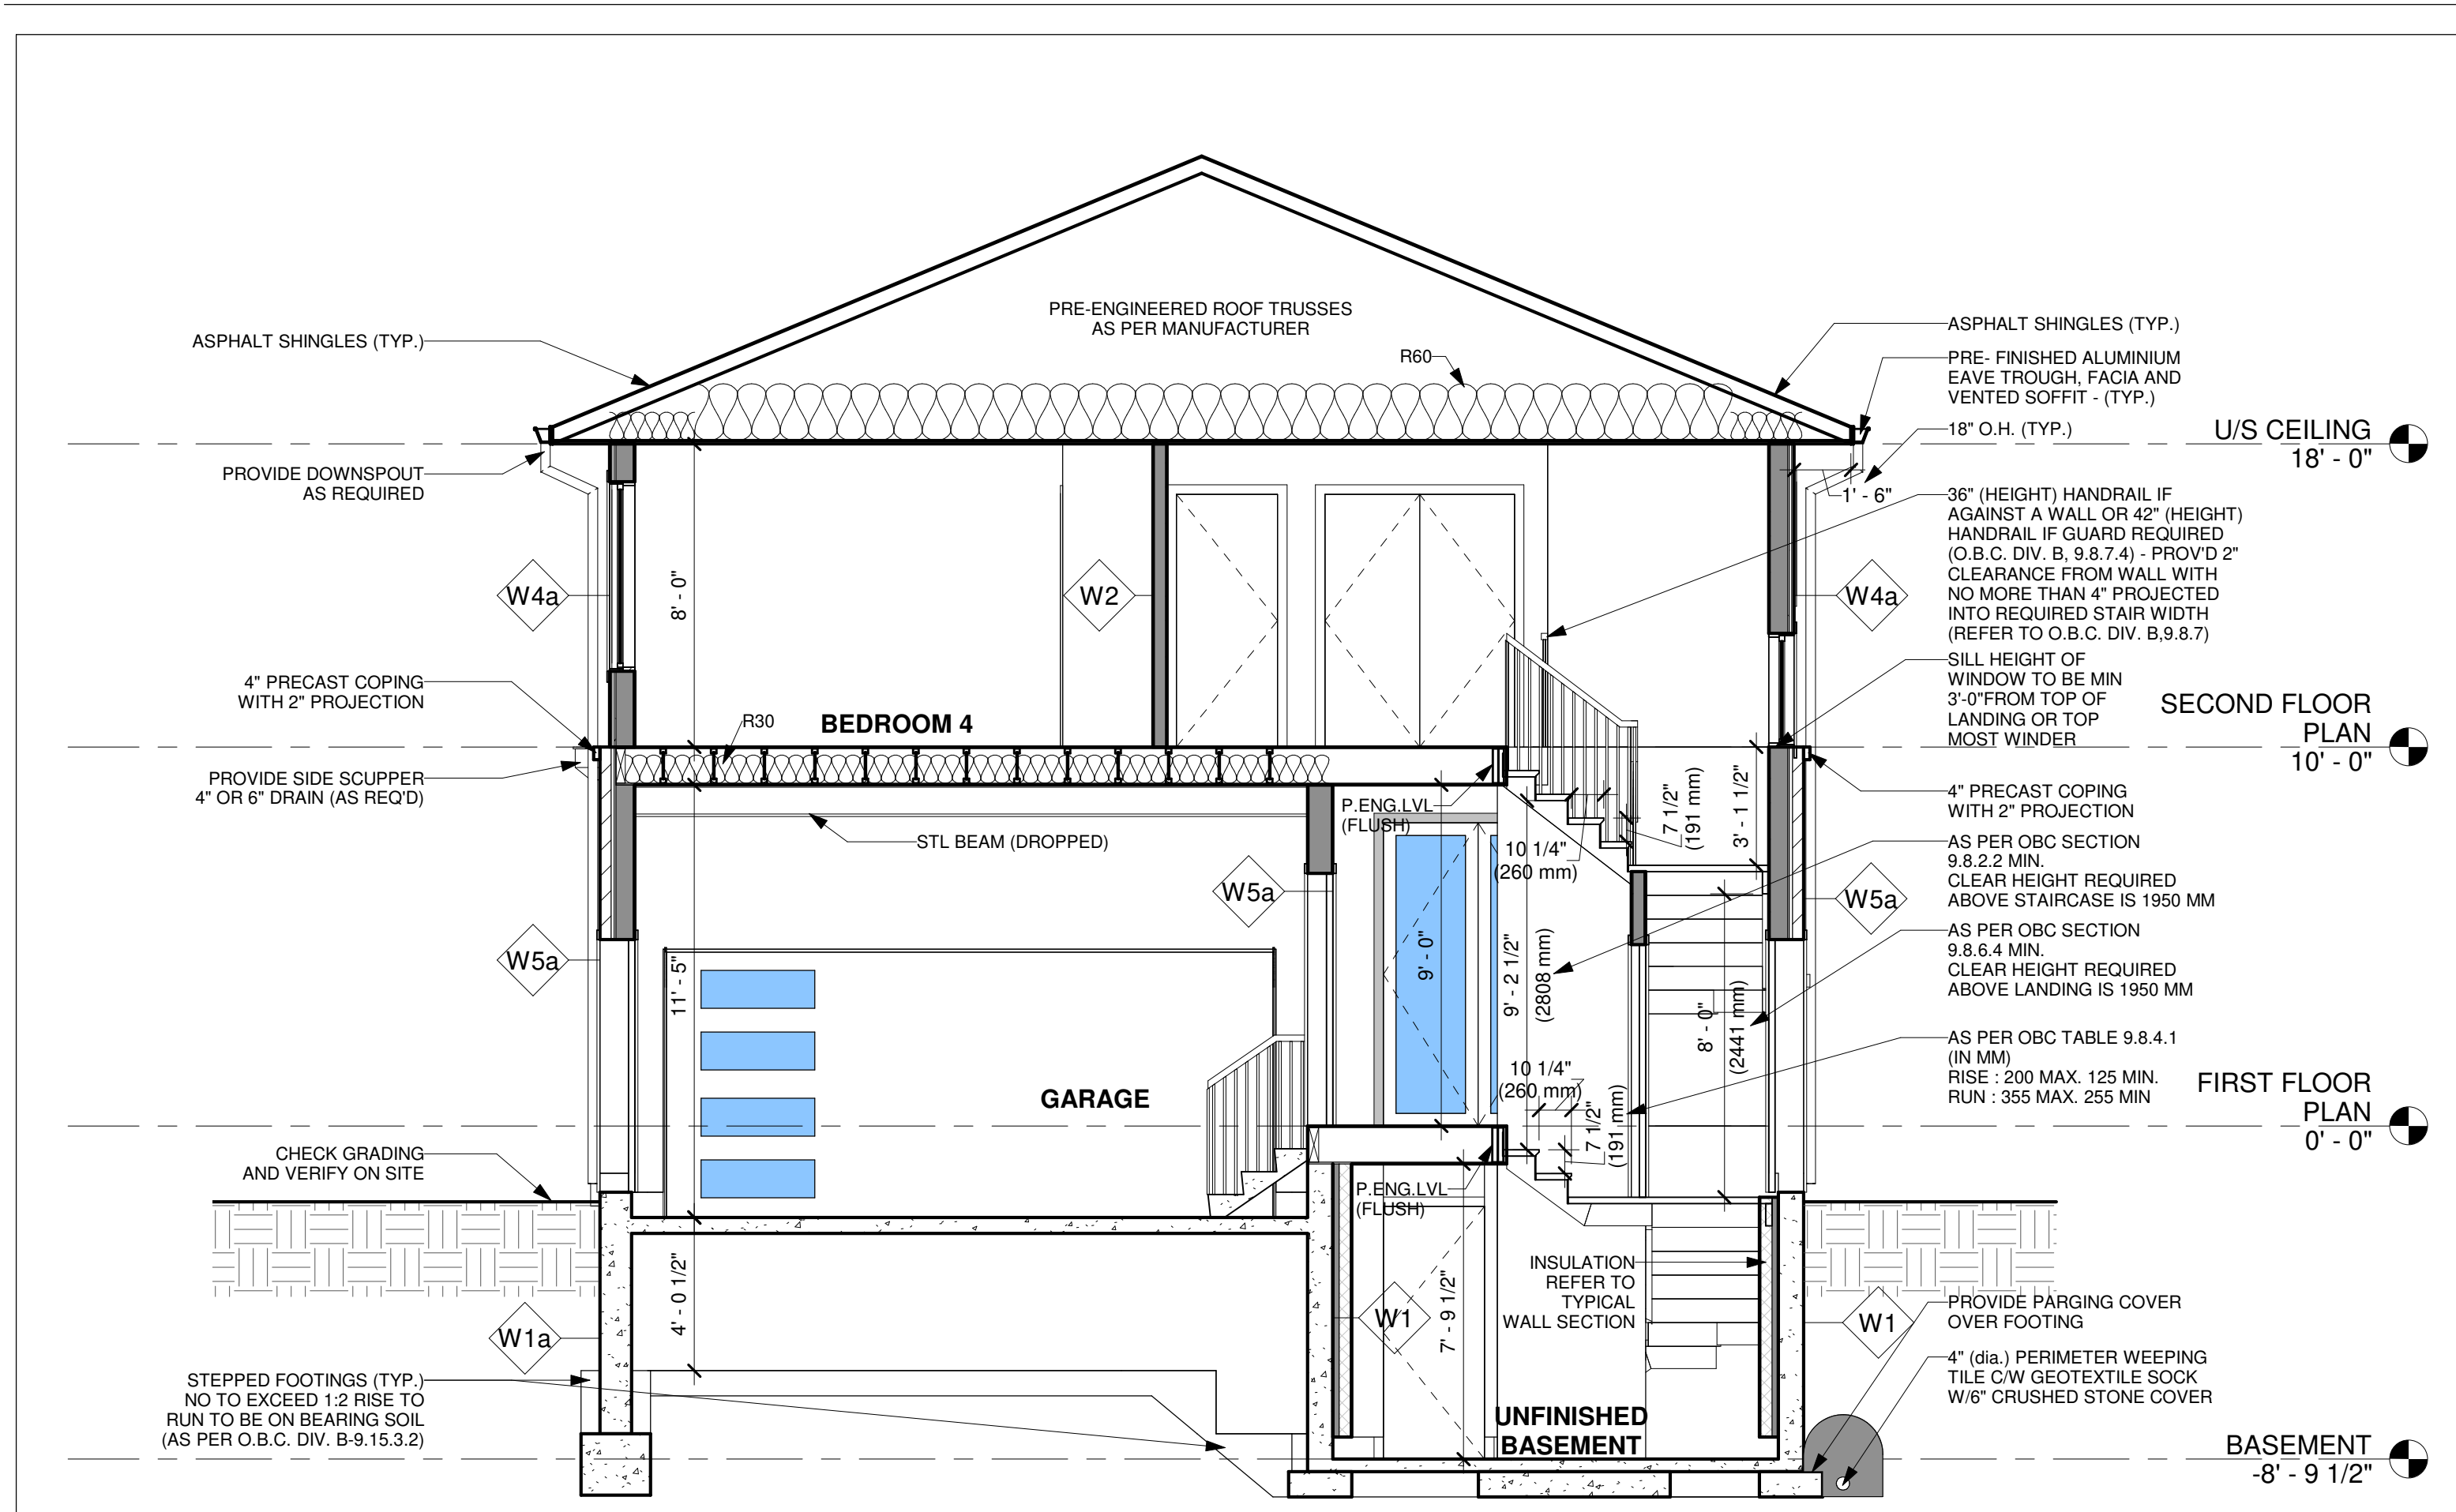 ASPHALT SHINGLES (TYP.)
PROVIDE DOWNSPOUT
AS REQUIRED
W4a
4" PRECAST COPING
WITH 2" PROJECTION
PROVIDE SIDE SCUPPER
4" OR 6" DRAIN (AS REQ'D)
W5a
CHECK GRADING
AND VERIFY ON SITE
W1a
STEPPED FOOTINGS (TYP.)
NO TO EXCEED 1:2 RISE TO
RUN TO BE ON BEARING SOIL
(AS PER O.B.C. DIV. B-9.15.3.2)
PRE-ENGINEERED ROOF TRUSSES
AS PER MANUFACTURER
R60
8' - 0"
W2
R30
BEDROOM 4
STL BEAM (DROPPED)
11' - 5"
GARAGE
4' - 0 1/2"
W5a
P.ENG.LVL
(FLUSH)
9' - 0"
10 1/4"
(260 mm)
7 1/2"
(191 mm)
3' - 1 1/2"
9' - 2 1/2"
(2808 mm)
8' - 0"
(2441 mm)
10 1/4"
(260 mm)
7 1/2"
(191 mm)
P.ENG.LVL
(FLUSH)
7' - 9 1/2"
W1
INSULATION
REFER TO
TYPICAL
WALL SECTION
UNFINISHED
BASEMENT
ASPHALT SHINGLES (TYP.)
PRE- FINISHED ALUMINIUM
EAVE TROUGH, FACIA AND
VENTED SOFFIT - (TYP.)
18" O.H. (TYP.)
1' - 6"
36" (HEIGHT) HANDRAIL IF
AGAINST A WALL OR 42" (HEIGHT)
HANDRAIL IF GUARD REQUIRED
(O.B.C. DIV. B, 9.8.7.4) - PROV'D 2"
CLEARANCE FROM WALL WITH
NO MORE THAN 4" PROJECTED
INTO REQUIRED STAIR WIDTH
(REFER TO O.B.C. DIV. B,9.8.7)
W4a
SILL HEIGHT OF
WINDOW TO BE MIN
3'-0"FROM TOP OF
LANDING OR TOP
MOST WINDER
4" PRECAST COPING
WITH 2" PROJECTION
AS PER OBC SECTION
9.8.2.2 MIN.
CLEAR HEIGHT REQUIRED
ABOVE STAIRCASE IS 1950 MM
W5a
AS PER OBC SECTION
9.8.6.4 MIN.
CLEAR HEIGHT REQUIRED
ABOVE LANDING IS 1950 MM
AS PER OBC TABLE 9.8.4.1
(IN MM)
RISE : 200 MAX. 125 MIN.
RUN : 355 MAX. 255 MIN
PROVIDE PARGING COVER
OVER FOOTING
W1
4" (dia.) PERIMETER WEEPING
TILE C/W GEOTEXTILE SOCK
W/6" CRUSHED STONE COVER
U/S CEILING
18' - 0"
SECOND FLOOR
PLAN
10' - 0"
FIRST FLOOR
PLAN
0' - 0"
BASEMENT
-8' - 9 1/2"